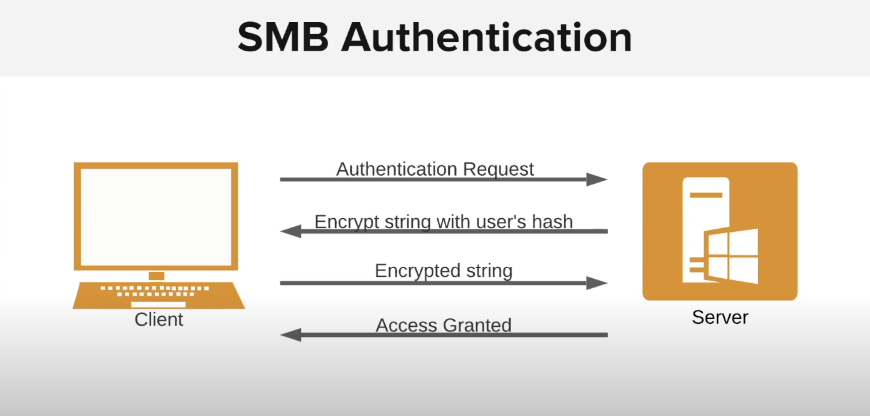 SMB Authentication
Authentication Request
Encrypt string with user's hash
Encrypted string
Access Granted
Client
Server